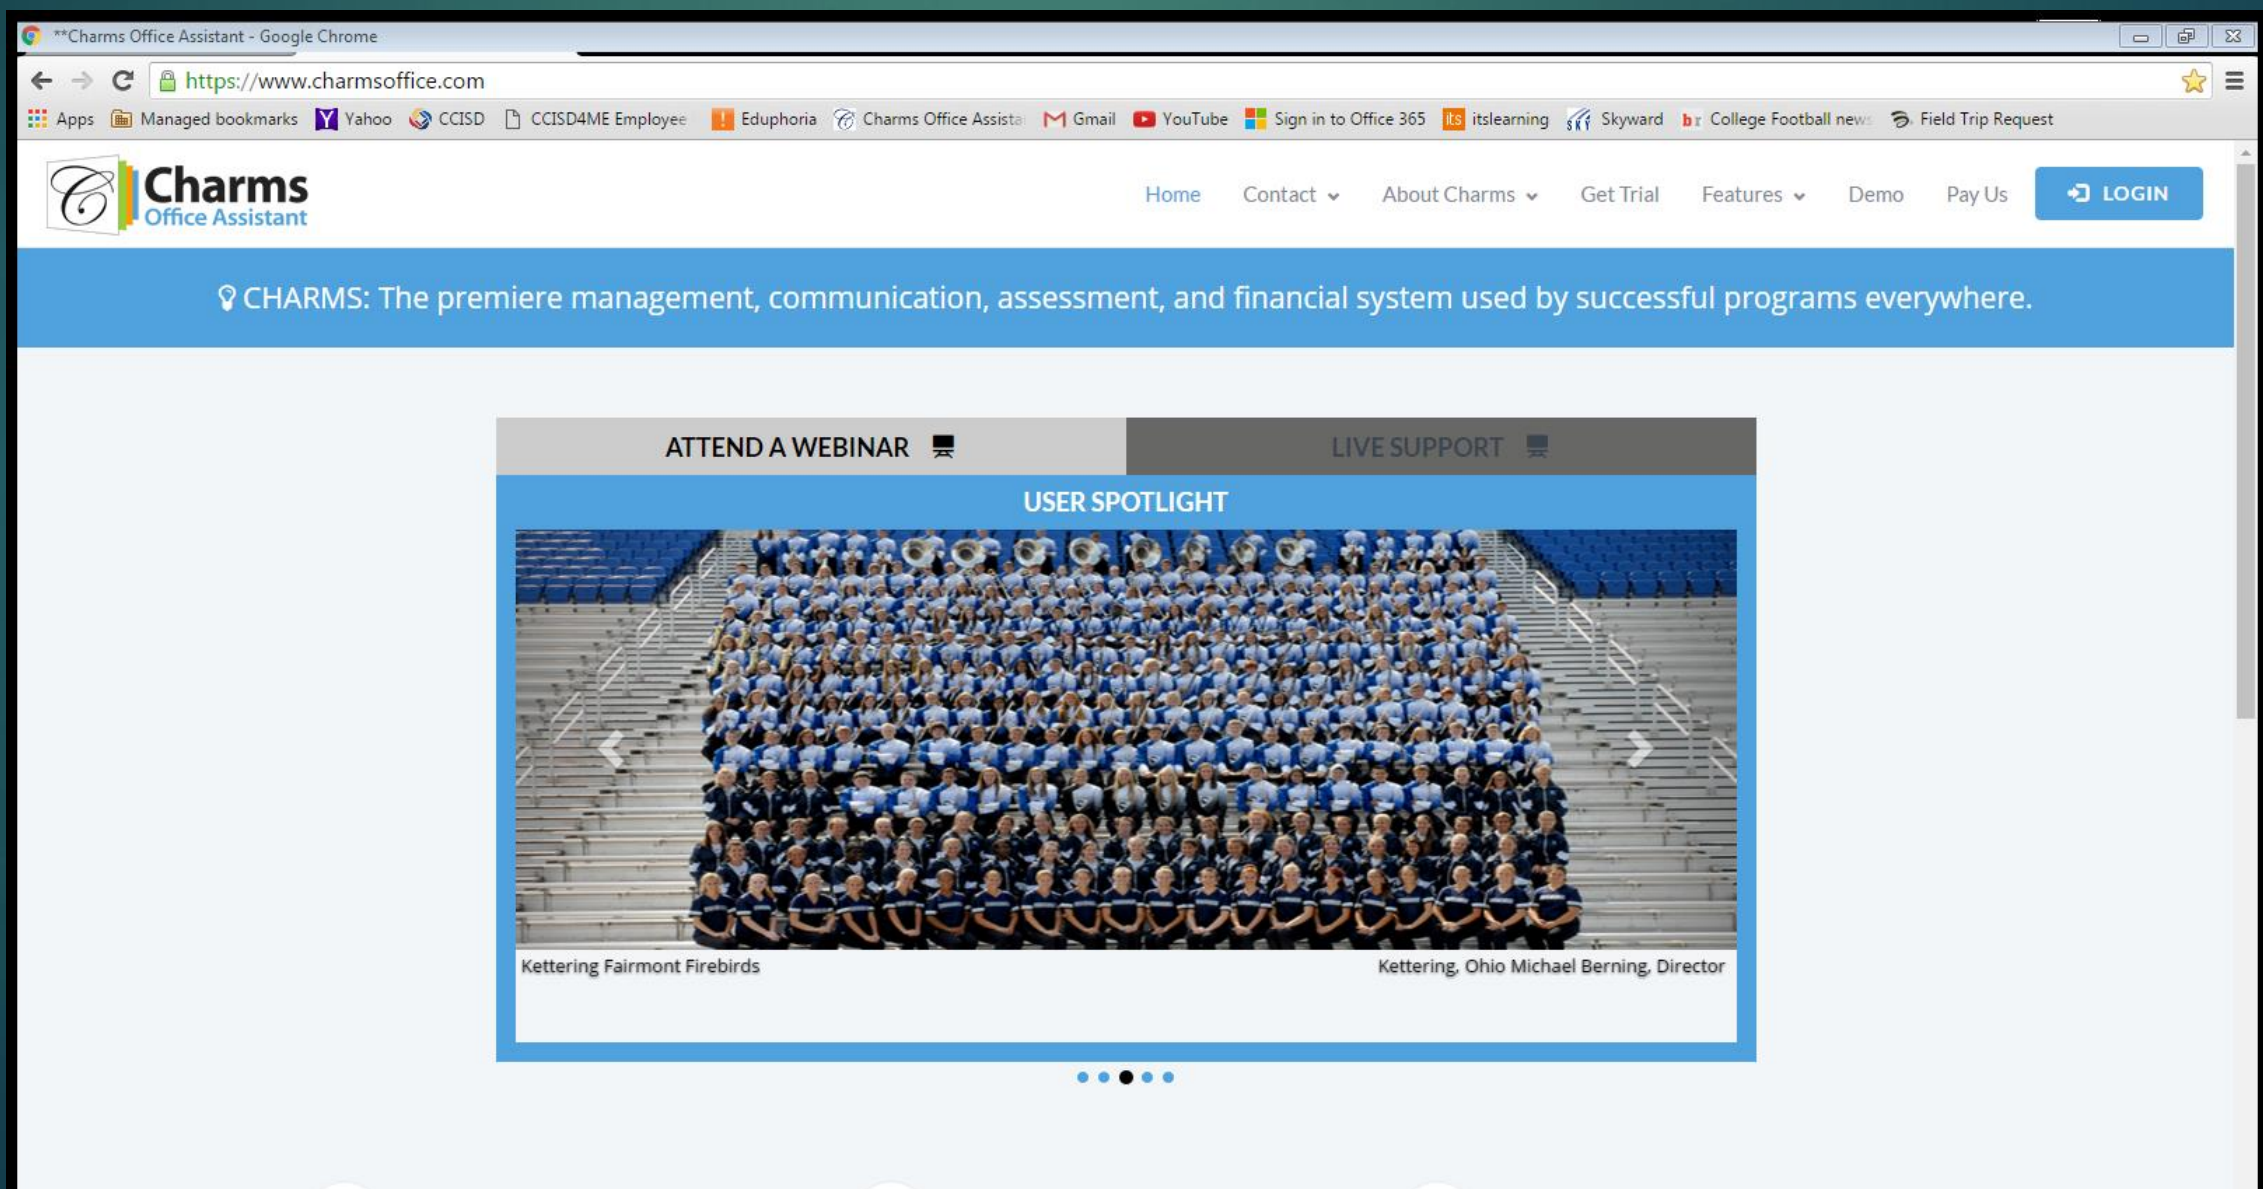 **Charms Office Assistant - Google Chrome
https://www.charmsoffice.com
Apps Managed bookmarks Yahoo CCISD CCISD4ME Employee Eduphoria Charms Office Assista Gmail YouTube Sign in to Office 365 its itslearning Skyward br College Football news Field Trip Request
Charms
Office Assistant
Home Contact About Charms Get Trial Features Demo Pay Us LOGIN
CHARMS: The premiere management, communication, assessment, and financial system used by successful programs everywhere.
ATTEND A WEBINAR LIVE SUPPORT
USER SPOTLIGHT
Kettering Fairmont Firebirds Kettering, Ohio Michael Berning, Director